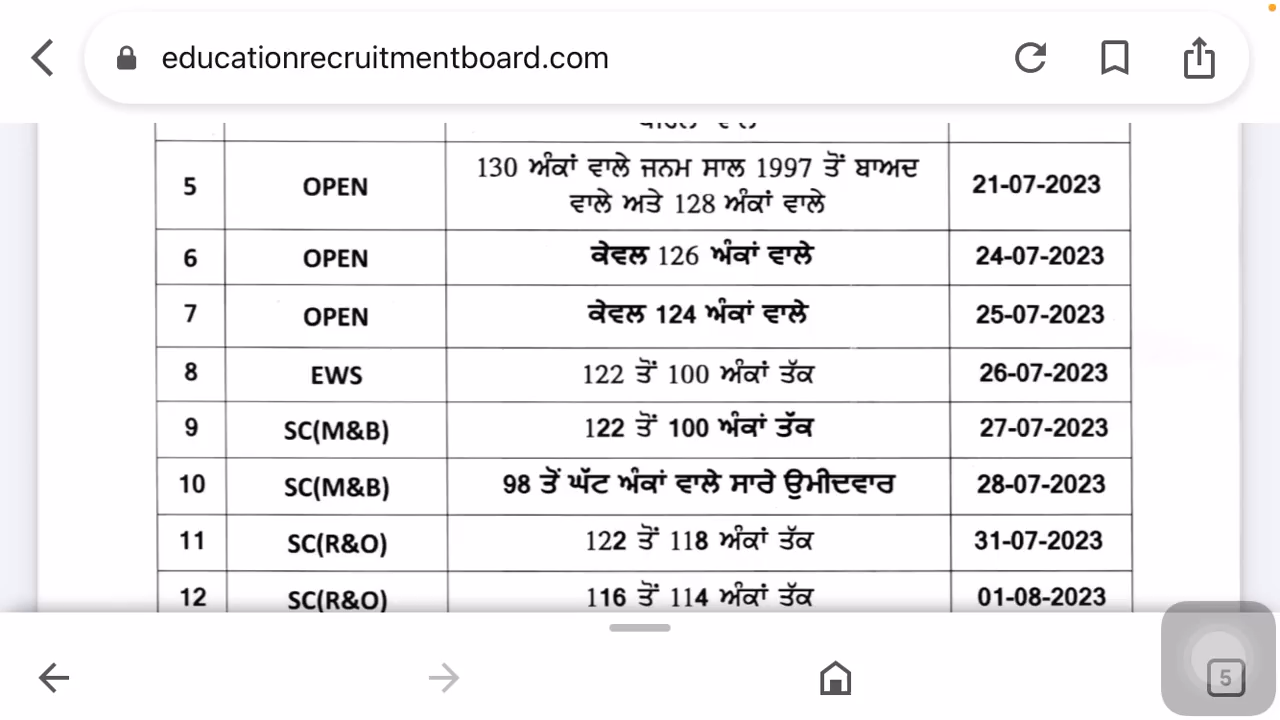 educationrecruitmentboard.com
5 OPEN 130 ਅੰਕਾਂ ਵਾਲੇ ਜਨਮ ਸਾਲ 1997 ਤੋਂ ਬਾਅਦ 21-07-2023
ਵਾਲੇ ਅਤੇ 128 ਅੰਕਾਂ ਵਾਲੇ
6 OPEN ਕੇਵਲ 126 ਅੰਕਾਂ ਵਾਲੇ 24-07-2023
7 OPEN ਕੇਵਲ 124 ਅੰਕਾਂ ਵਾਲੇ 25-07-2023
8 EWS 122 ਤੋਂ 100 ਅੰਕਾਂ ਤੱਕ 26-07-2023
9 SC(M&B) 122 ਤੋਂ 100 ਅੰਕਾਂ ਤੱਕ 27-07-2023
10 SC(M&B) 98 ਤੋਂ ਘੱਟ ਅੰਕਾਂ ਵਾਲੇ ਸਾਰੇ ਉਮੀਦਵਾਰ 28-07-2023
11 SC(R&O) 122 ਤੋਂ 118 ਅੰਕਾਂ ਤੱਕ 31-07-2023
12 SC(R&O) 116 ਤੋਂ 114 ਅੰਕਾਂ ਤੱਕ 01-08-2023
5